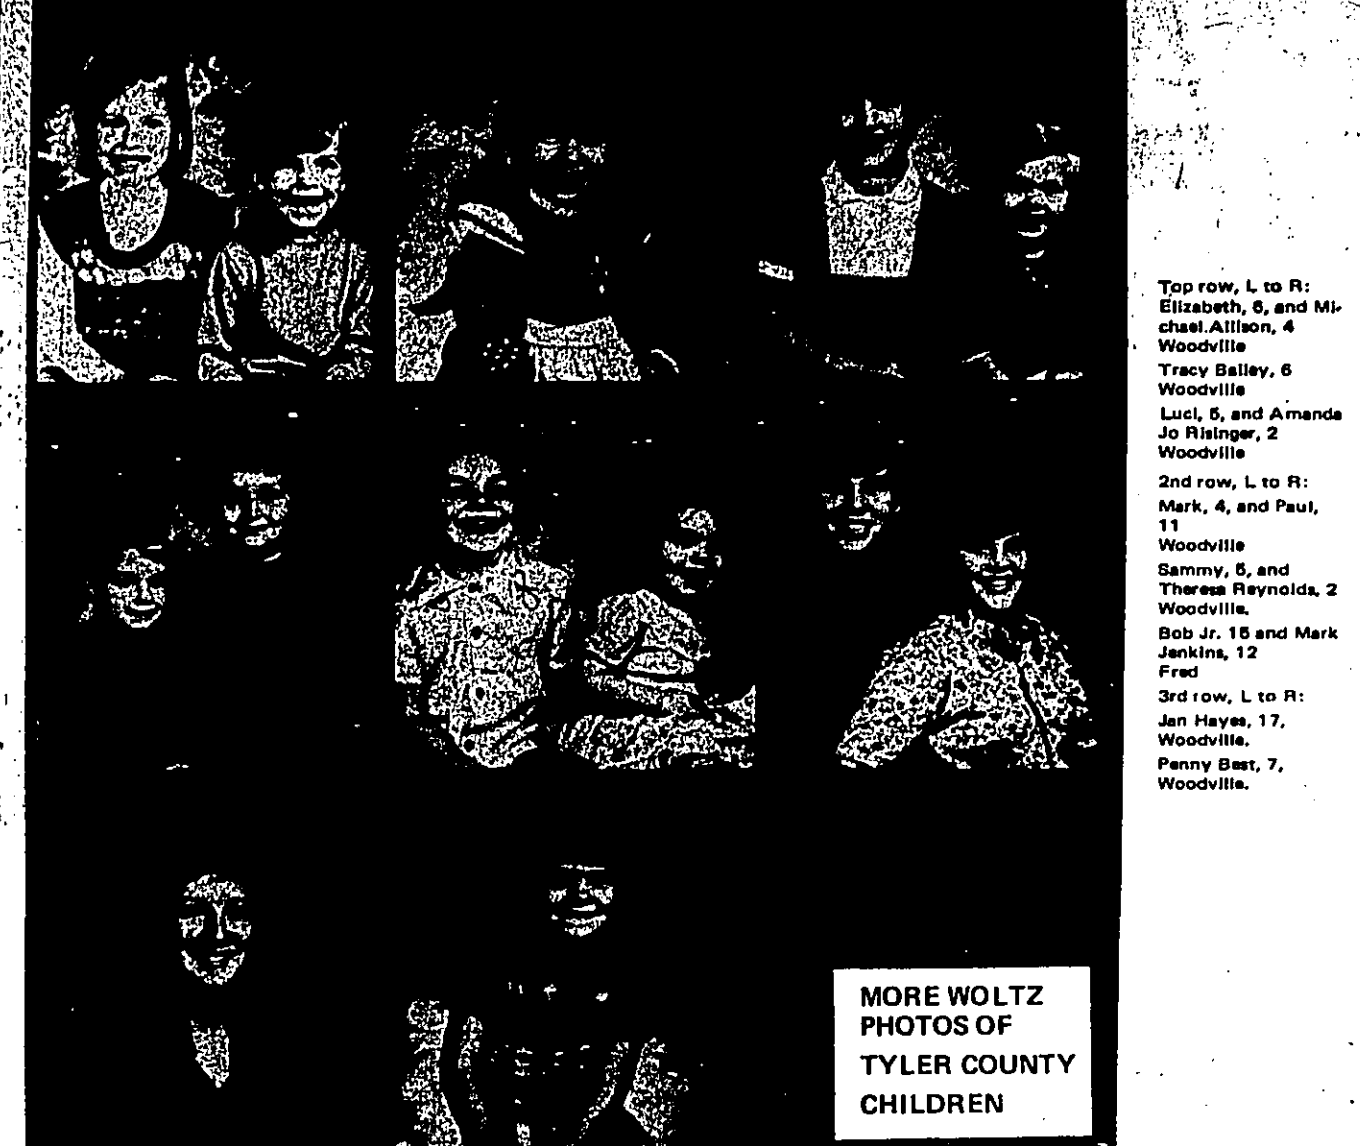 Top row, L to R:
Elizabeth, 6, and Mi-
chael Allison, 4
Woodville
Tracy Bailey, 6
Woodville
Luci, 5, and Amanda
Jo Risinger, 2
Woodville
2nd row, L to R:
Mark, 4, and Paul,
11
Woodville
Sammy, 5, and
Theresa Reynolds, 2
Woodville.
Bob Jr. 15 and Mark
Jenkins, 12
Fred
3rd row, L to R:
Jan Hayes, 17,
Woodville.
Penny Best, 7,
Woodville.
MORE WOLTZ
PHOTOS OF
TYLER COUNTY
CHILDREN